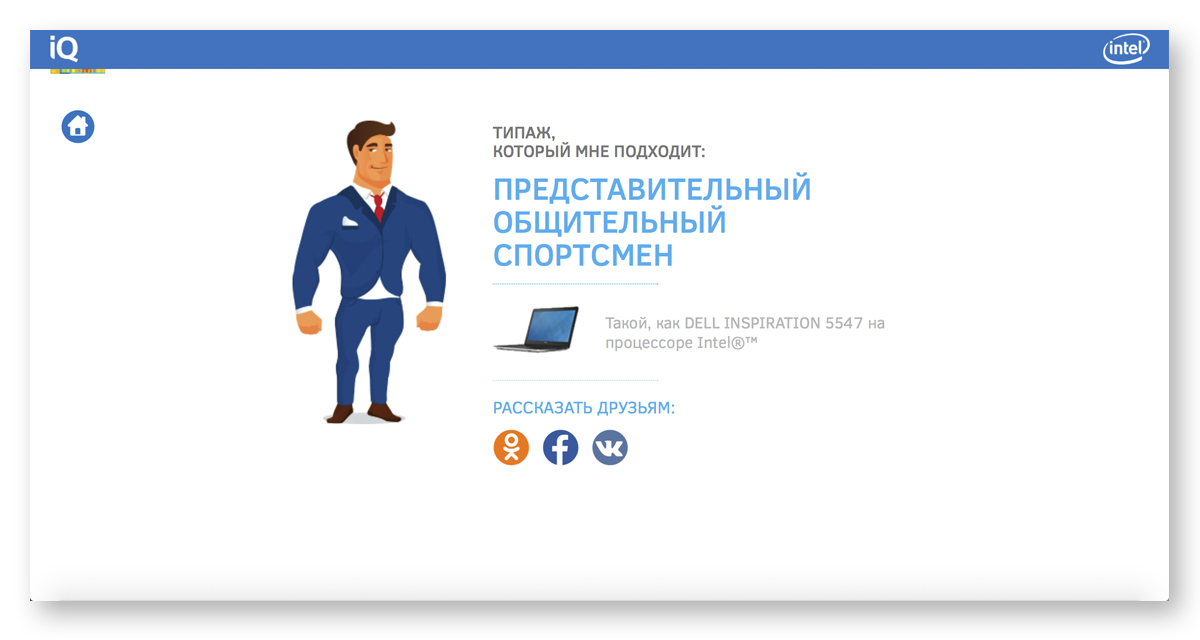 iQ
intel
ТИПАЖ,
КОТОРЫЙ МНЕ ПОДХОДИТ:
ПРЕДСТАВИТЕЛЬНЫЙ
ОБЩИТЕЛЬНЫЙ
СПОРТСМЕН
Такой, как DELL INSPIRATION 5547 на
процессоре Intel®™
РАССКАЗАТЬ ДРУЗЬЯМ: